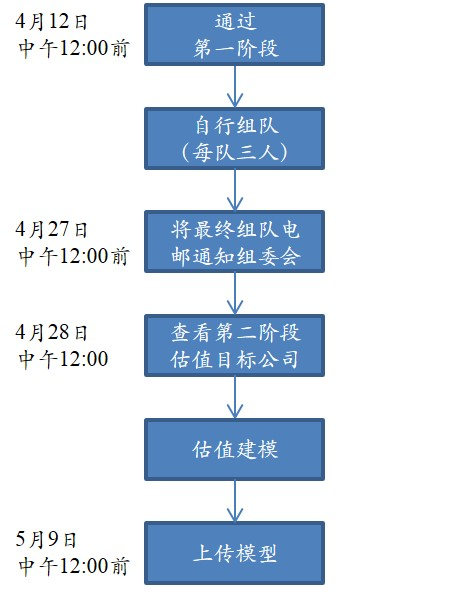 4月12日
中午12:00前
通过
第一阶段
自行组队
（每队三人）
4月27日
中午12:00前
将最终组队电
邮通知组委会
4月28日
中午12:00
查看第二阶段
估值目标公司
估值建模
5月9日
中午12:00前
上传模型